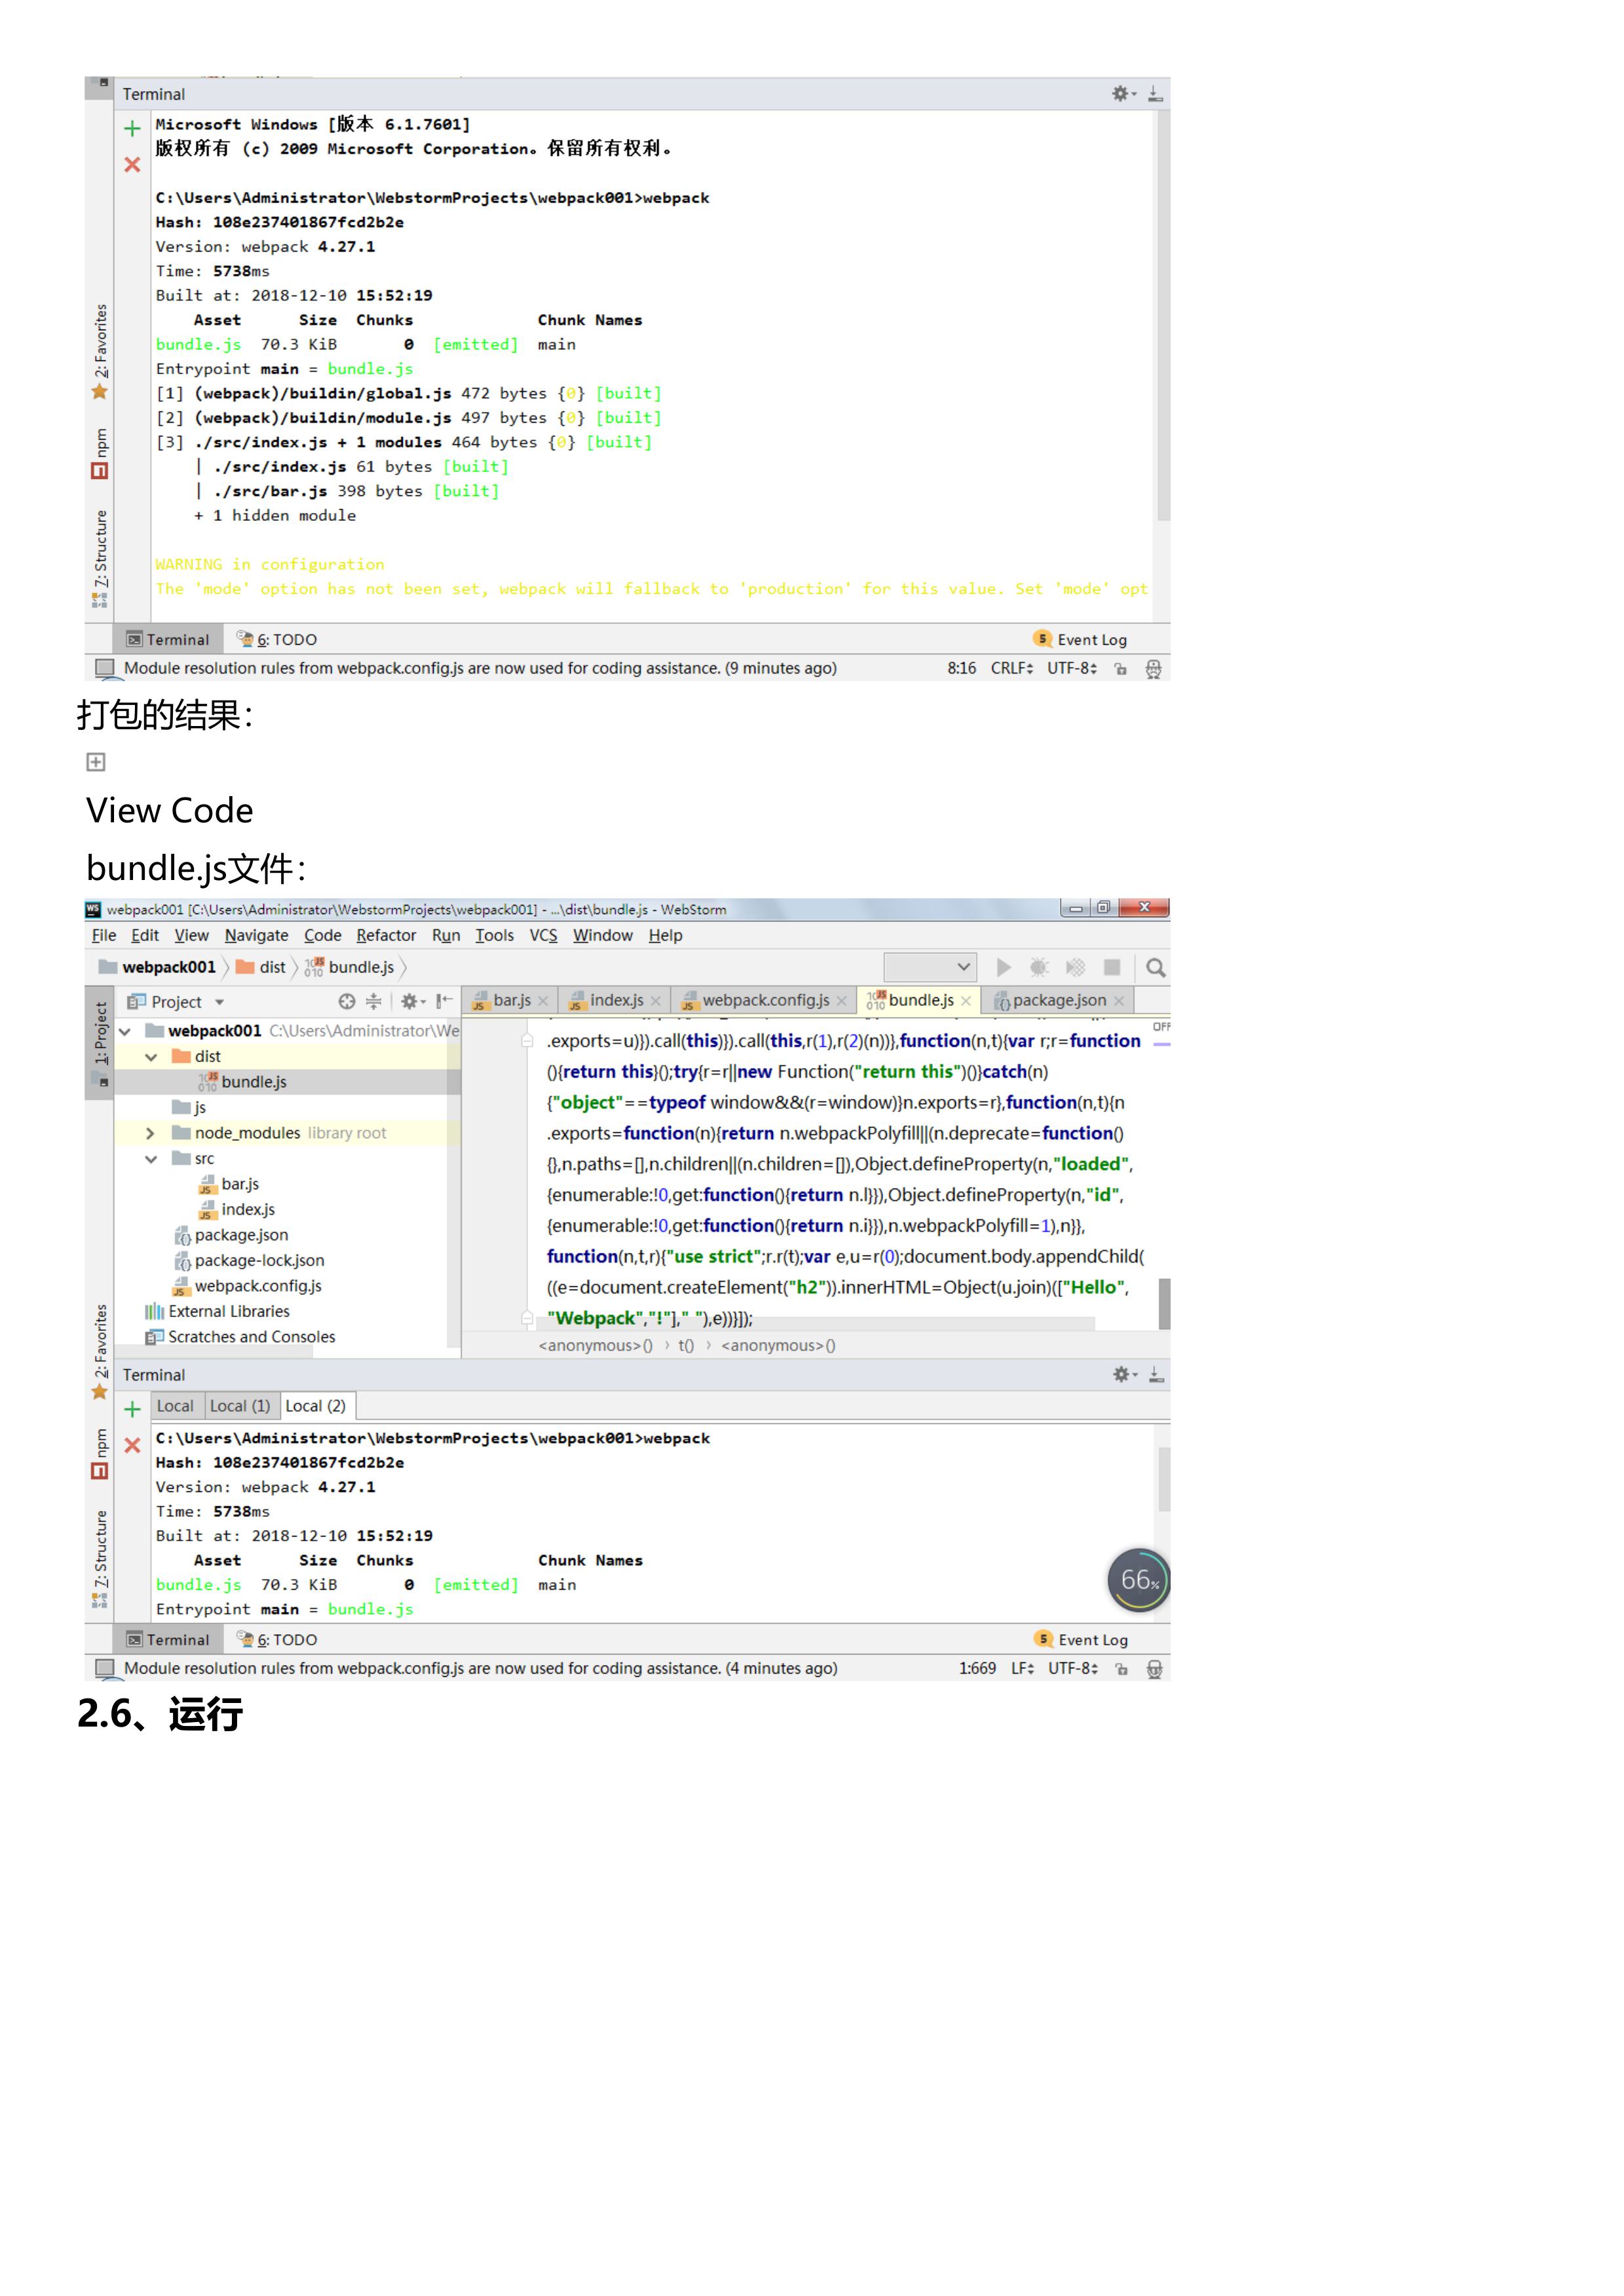 Terminal
Microsoft Windows [版本 6.1.7601]
版权所有 (c) 2009 Microsoft Corporation。保留所有权利。
C:\Users\Administrator\WebstormProjects\webpack001>webpack
Hash: 108e237401867fcd2b2e
Version: webpack 4.27.1
Time: 5738ms
Built at: 2018-12-10 15:52:19
Asset Size Chunks Chunk Names
bundle.js 70.3 KiB 0 [emitted] main
Entrypoint main = bundle.js
[1] (webpack)/buildin/global.js 472 bytes {0} [built]
[2] (webpack)/buildin/module.js 497 bytes {0} [built]
[3] ./src/index.js + 1 modules 464 bytes {0} [built]
| ./src/index.js 61 bytes [built]
| ./src/bar.js 398 bytes [built]
+ 1 hidden module
WARNING in configuration
The 'mode' option has not been set, webpack will fallback to 'production' for this value. Set 'mode' opt
2: Favorites
npm
7: Structure
Terminal 6: TODO 5 Event Log
Module resolution rules from webpack.config.js are now used for coding assistance. (9 minutes ago) 8:16 CRLF UTF-8
打包的结果：
View Code
bundle.js文件：
WS webpack001 [C:\Users\Administrator\WebstormProjects\webpack001] - ...\dist\bundle.js - WebStorm
File Edit View Navigate Code Refactor Run Tools VCS Window Help
webpack001 dist bundle.js
1: Project
Project
webpack001 C:\Users\Administrator\We
dist
bundle.js
js
node_modules library root
src
bar.js
index.js
package.json
package-lock.json
webpack.config.js
External Libraries
Scratches and Consoles
bar.js index.js webpack.config.js bundle.js package.json
.exports=u)}).call(this)}).call(this,r(1),r(2)(n))},function(n,t){var r;r=function
(){return this}();try{r=r||new Function("return this")()}catch(n)
{"object"==typeof window&&(r=window)}n.exports=r},function(n,t){n
.exports=function(n){return n.webpackPolyfill||(n.deprecate=function()
{},n.paths=[],n.children||(n.children=[]),Object.defineProperty(n,"loaded",
{enumerable:!0,get:function(){return n.l}}),Object.defineProperty(n,"id",
{enumerable:!0,get:function(){return n.i}}),n.webpackPolyfill=1),n}},
function(n,t,r){"use strict";r.r(t);var e,u=r(0);document.body.appendChild(
((e=document.createElement("h2")).innerHTML=Object(u.join)(["Hello",
"Webpack","!"]," "),e))}]);
<anonymous>() › t() › <anonymous>()
2: Favorites
npm
7: Structure
Terminal
Local Local (1) Local (2)
C:\Users\Administrator\WebstormProjects\webpack001>webpack
Hash: 108e237401867fcd2b2e
Version: webpack 4.27.1
Time: 5738ms
Built at: 2018-12-10 15:52:19
Asset Size Chunks Chunk Names
bundle.js 70.3 KiB 0 [emitted] main
Entrypoint main = bundle.js
66%
Terminal 6: TODO 5 Event Log
Module resolution rules from webpack.config.js are now used for coding assistance. (4 minutes ago) 1:669 LF UTF-8
2.6、运行